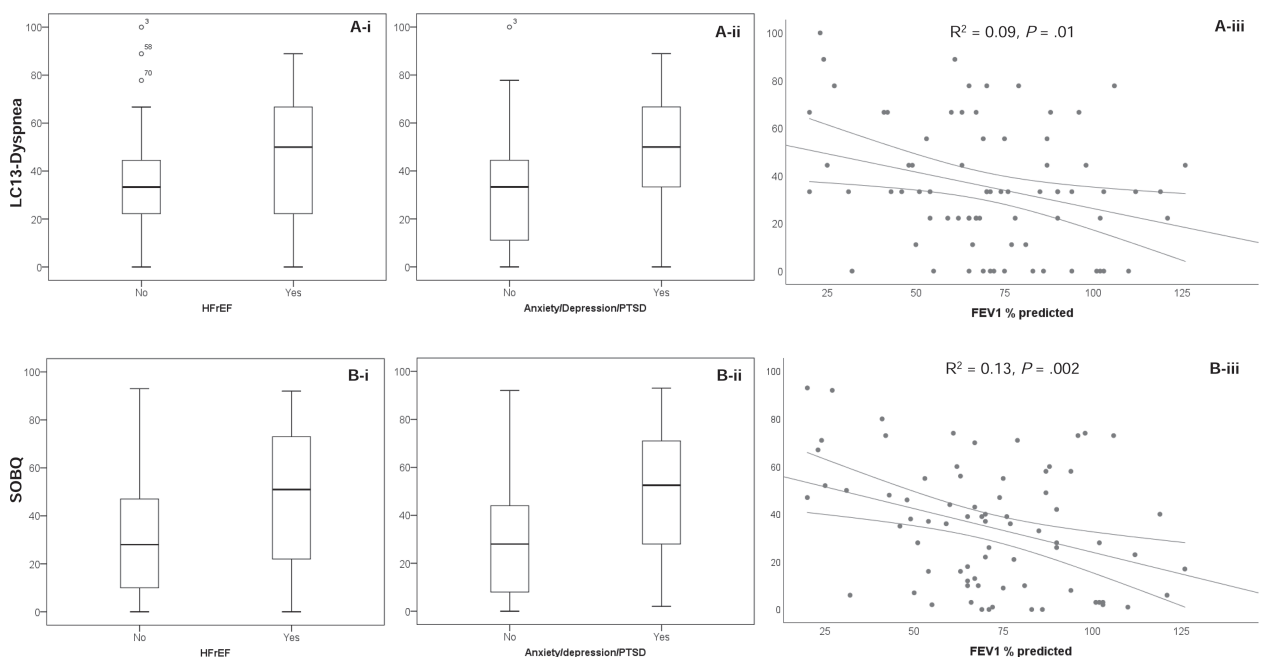 A-i
LC13-Dyspnea
100
80
60
40
20
0
3
58
70
No Yes
HFrEF
A-ii
100
80
60
40
20
0
3
No Yes
Anxiety/Depression/PTSD
A-iii
R² = 0.09, P = .01
100
80
60
40
20
0
25 50 75 100 125
FEV1 % predicted
B-i
SOBQ
100
80
60
40
20
0
No Yes
HFrEF
B-ii
100
80
60
40
20
0
No Yes
Anxiety/depression/PTSD
B-iii
R² = 0.13, P = .002
100
80
60
40
20
0
25 50 75 100 125
FEV1 % predicted